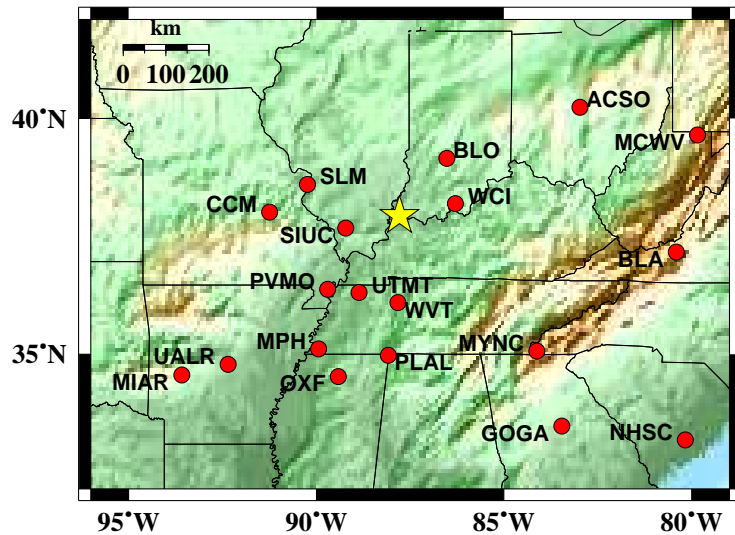 km
0 100 200
ACSO
40°N
MCWV
BLO
SLM
WCI
CCM
SIUC
BLA
PVMO
UTMT
WVT
MPH
MYNC
35°N
UALR
PLAL
MIAR
OXF
GOGA
NHSC
95°W
90°W
85°W
80°W